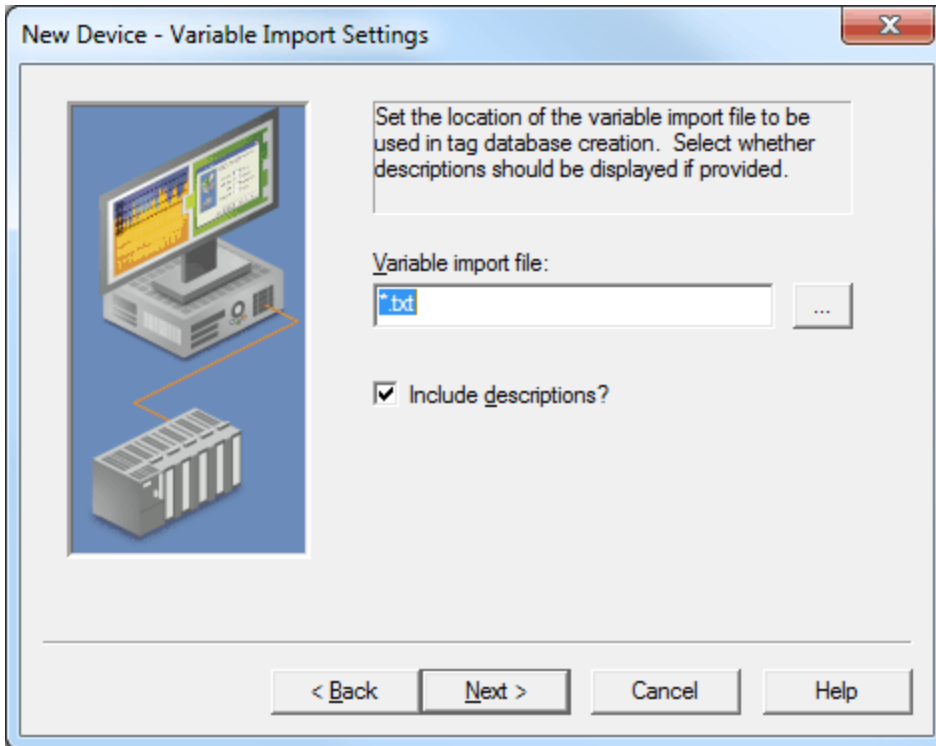 New Device - Variable Import Settings
Set the location of the variable import file to be
used in tag database creation.  Select whether
descriptions should be displayed if provided.
Variable import file:
*.txt
...
Include descriptions?
< Back
Next >
Cancel
Help